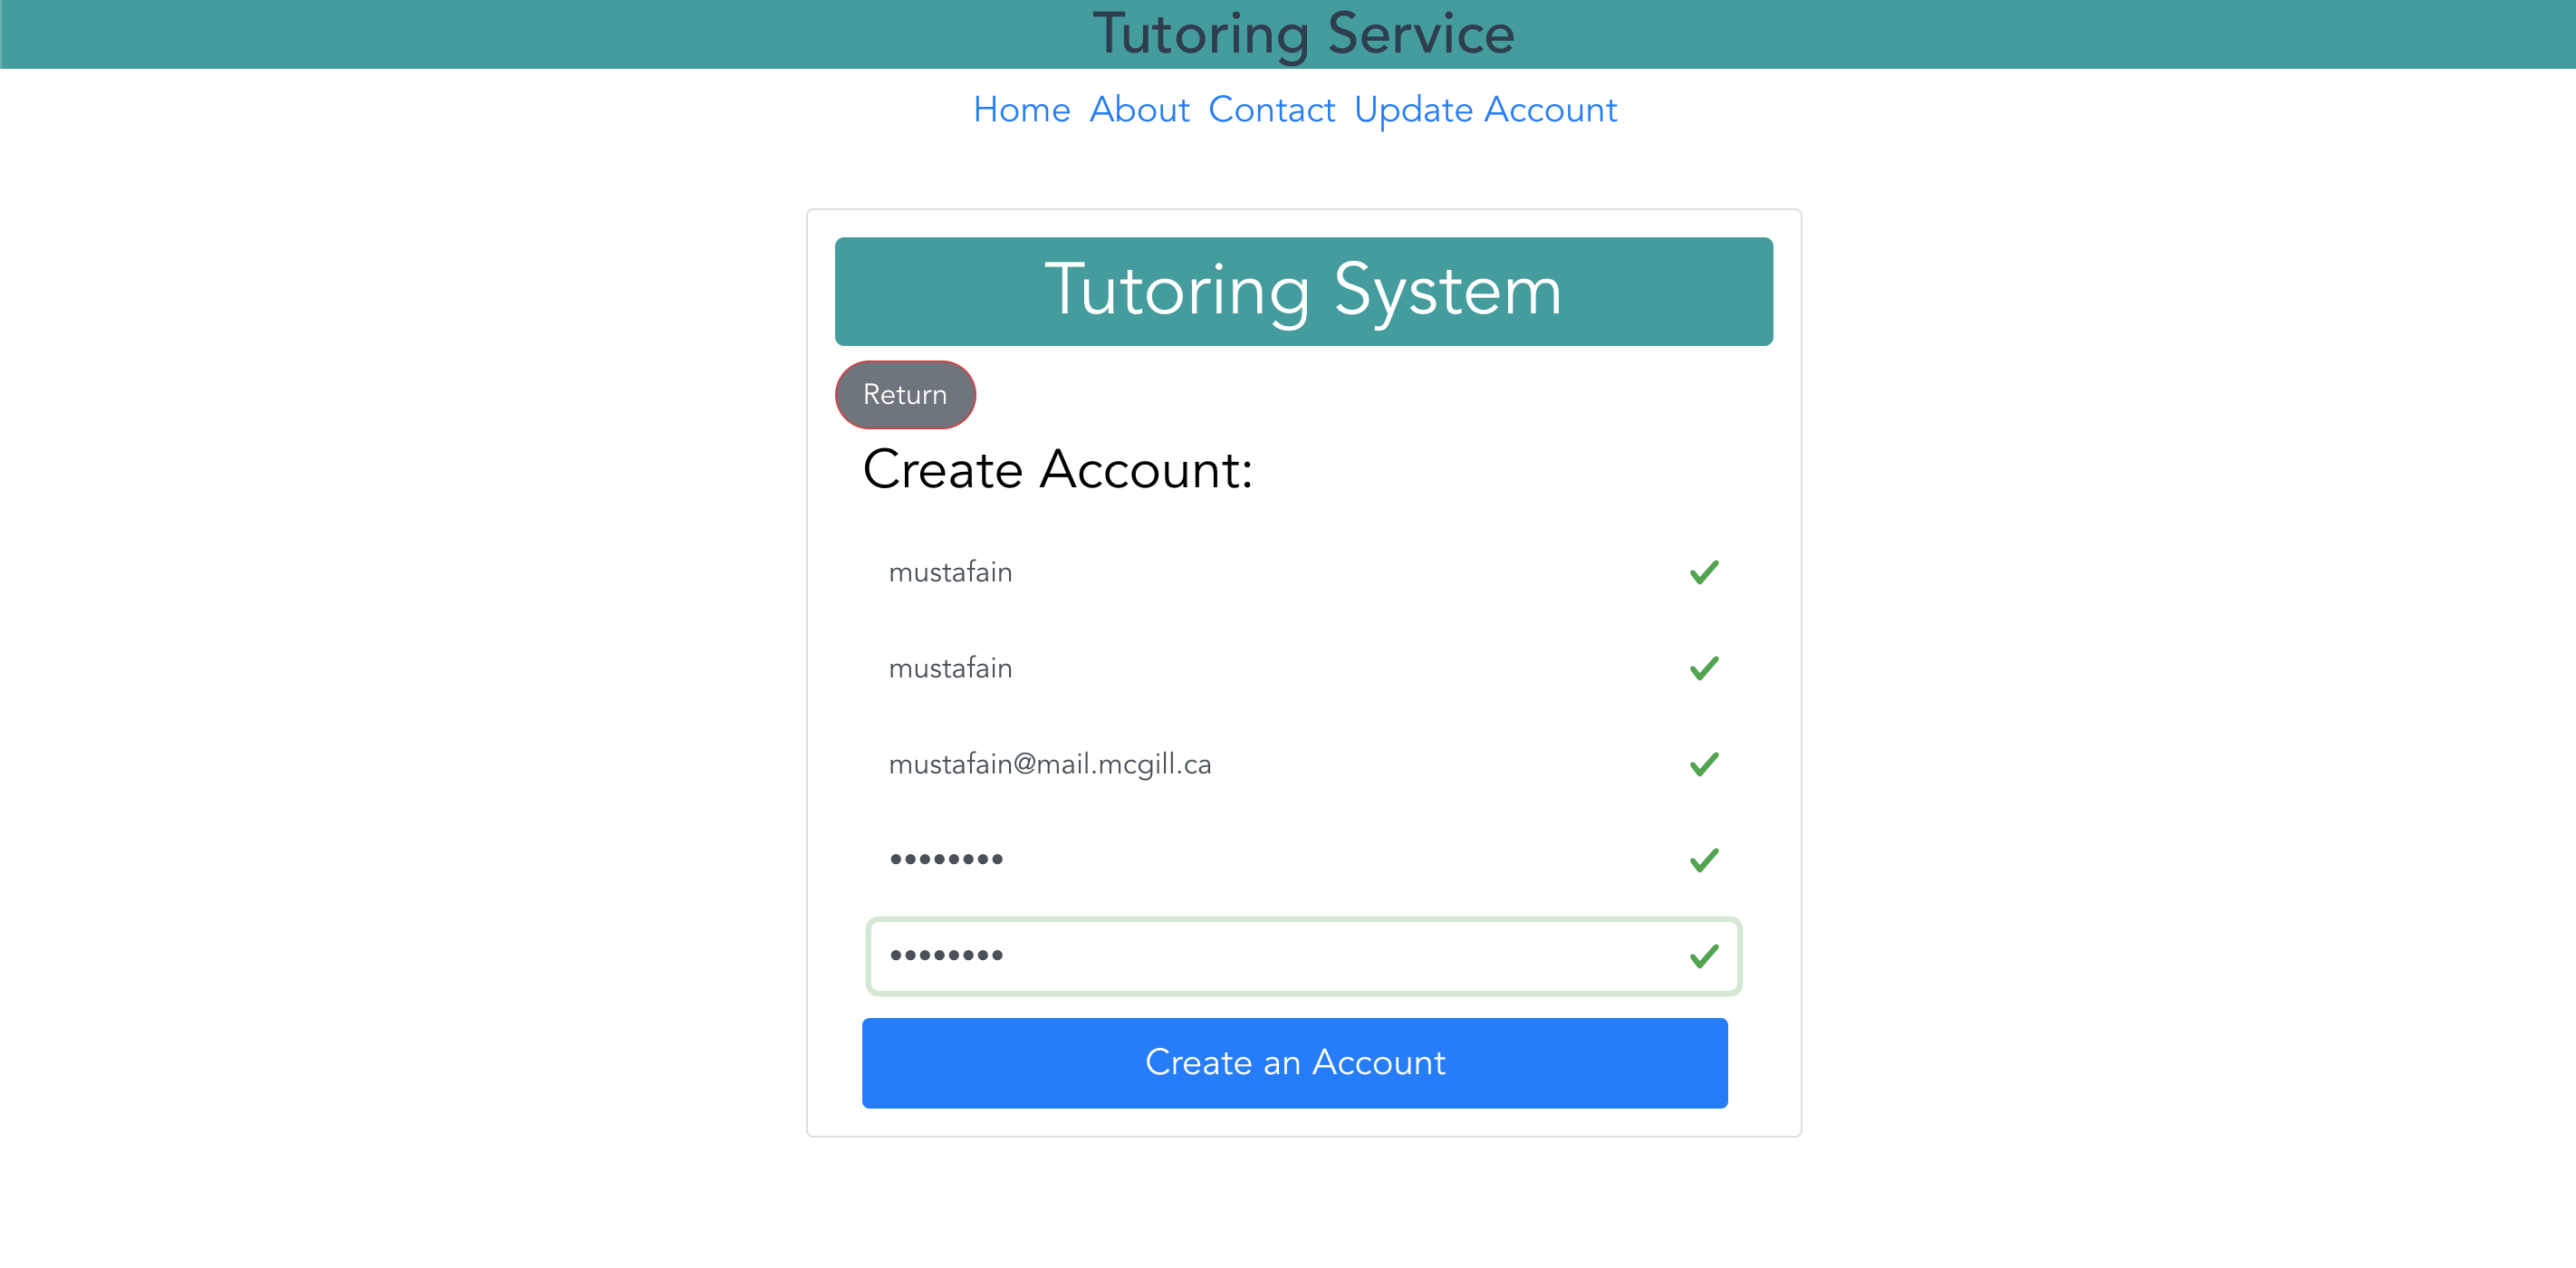 Tutoring Service
Home About Contact Update Account
Tutoring System
Return
Create Account:
mustafain
mustafain
mustafain@mail.mcgill.ca
••••••••
••••••••
Create an Account